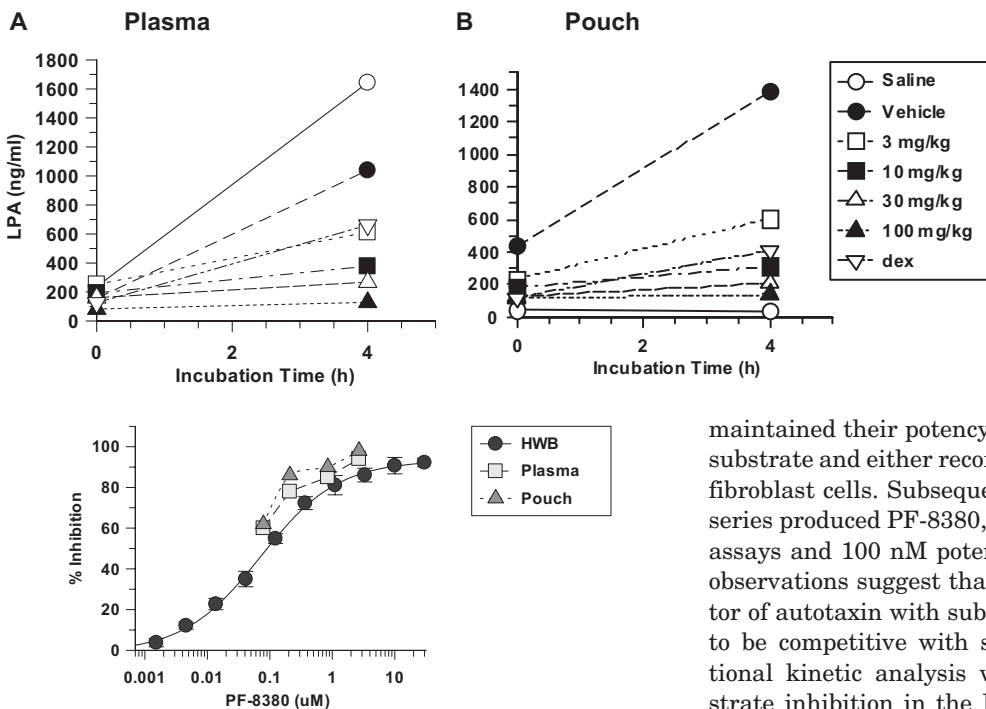 A Plasma
LPA (ng/ml)
1800
1600
1400
1200
1000
800
600
400
200
0
0 2 4
Incubation Time (h)
B Pouch
1400
1200
1000
800
600
400
200
0
0 2 4
Incubation Time (h)
Saline
Vehicle
3 mg/kg
10 mg/kg
30 mg/kg
100 mg/kg
dex
% Inhibition
100
80
60
40
20
0
0.001 0.01 0.1 1 10
PF-8380 (uM)
HWB
Plasma
Pouch
maintained their potency
substrate and either recor
fibroblast cells. Subseque
series produced PF-8380,
assays and 100 nM poten
observations suggest that
tor of autotaxin with sub
to be competitive with s
tional kinetic analysis v
strate inhibition in the